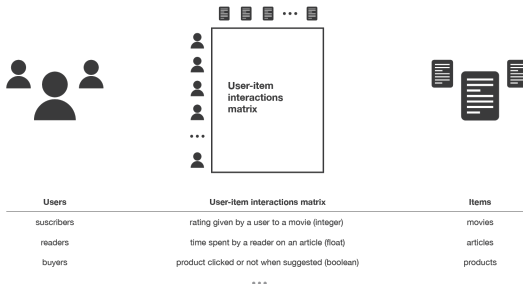 User-item
interactions
matrix
Users User-item interactions matrix Items
suscribers rating given by a user to a movie (integer) movies
readers time spent by a reader on an article (float) articles
buyers product clicked or not when suggested (boolean) products